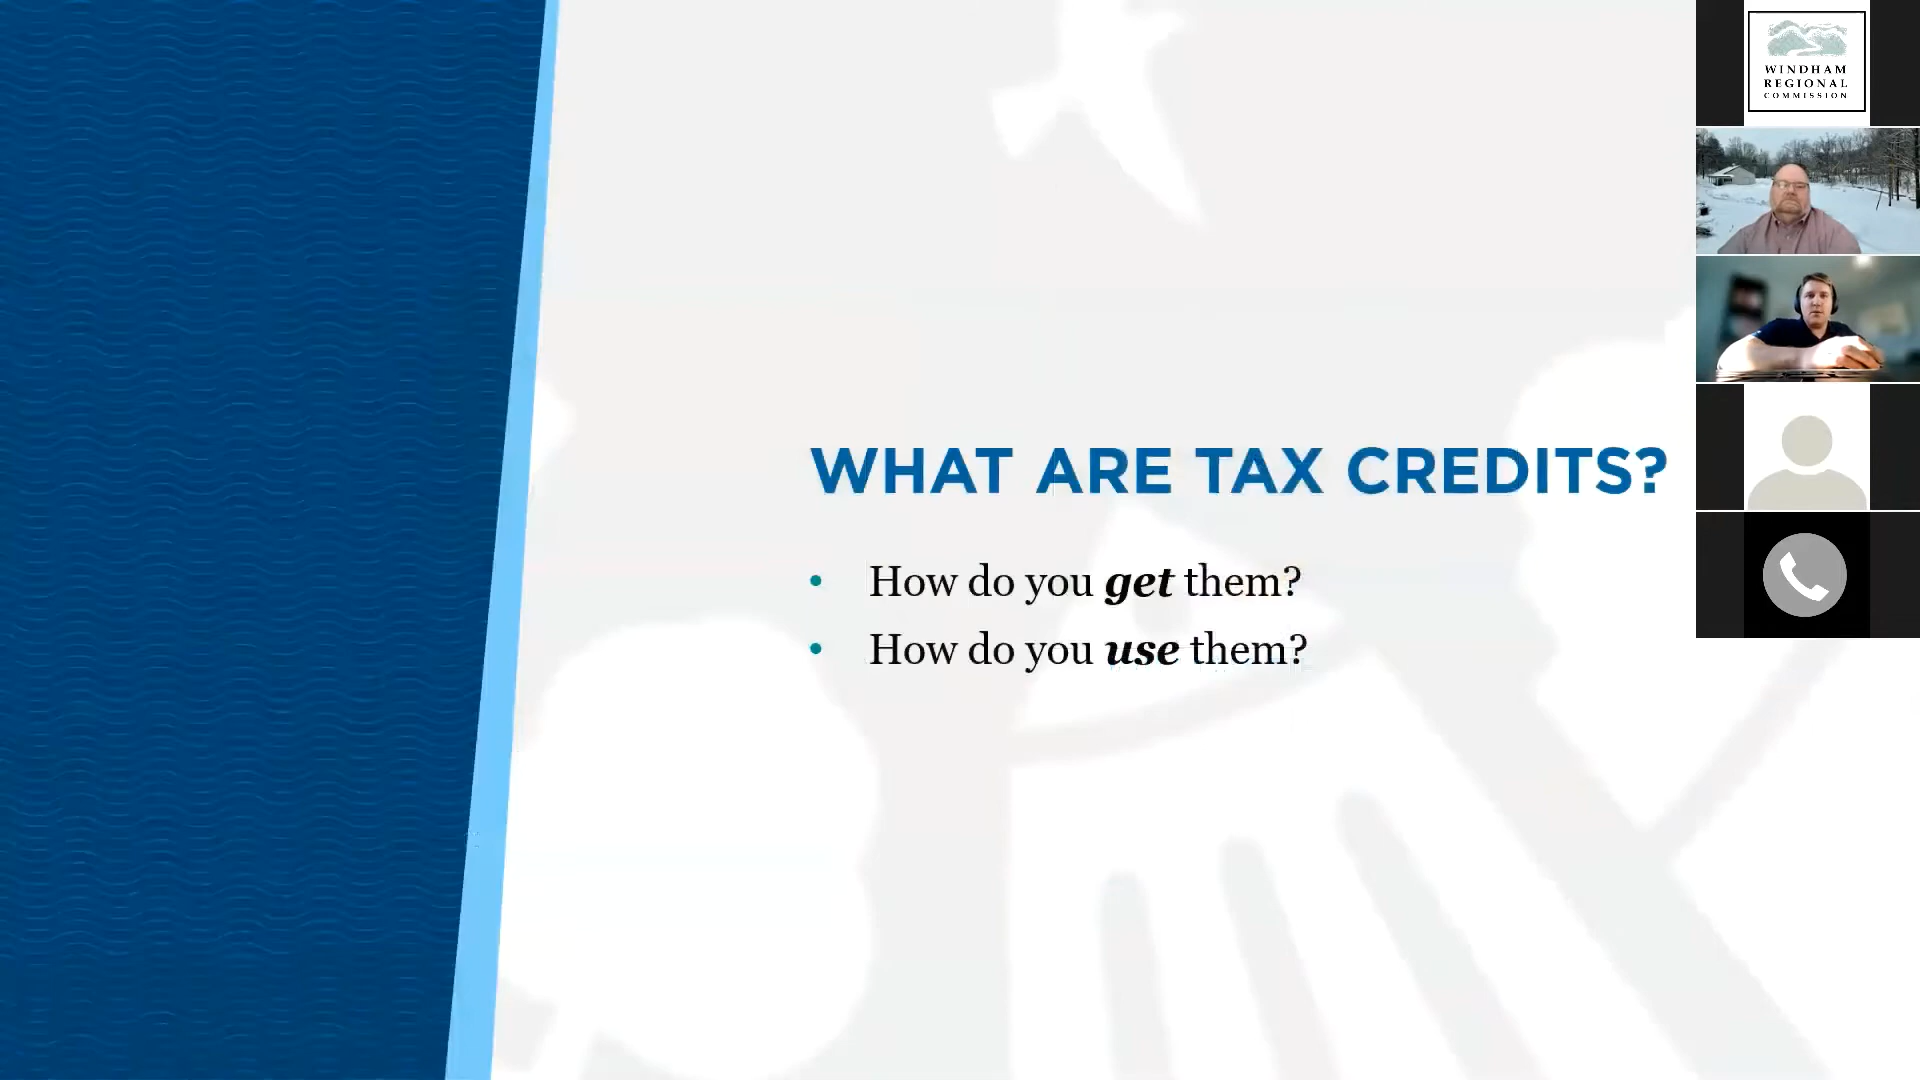 WHAT ARE TAX CREDITS?
• How do you get them?
• How do you use them?
WINDHAM
REGIONAL
COMMISSION